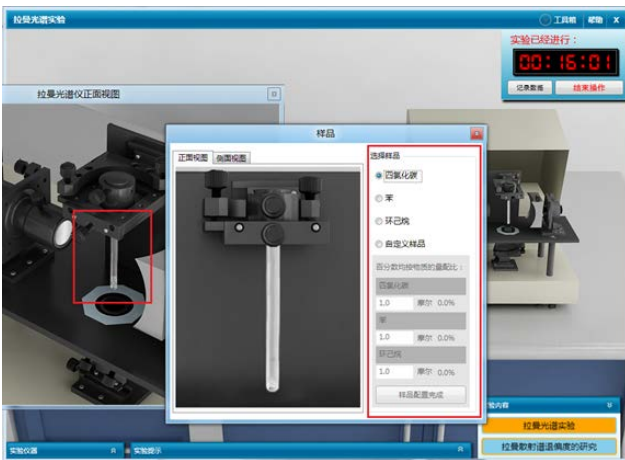 拉曼光谱实验
工具箱 帮助 X
实验已经进行：
00:16:01
记录数据 结束操作
拉曼光谱仪正面视图
样品
正面视图 侧面视图
选择样品
四氯化碳
苯
环己烷
自定义样品
百分数均按物质的量配比：
四氯化碳
1.0 摩尔 0.0%
苯
1.0 摩尔 0.0%
环己烷
1.0 摩尔 0.0%
样品配置完成
实验内容
拉曼光谱实验
拉曼散射谱退偏度的研究
实验仪器
实验提示